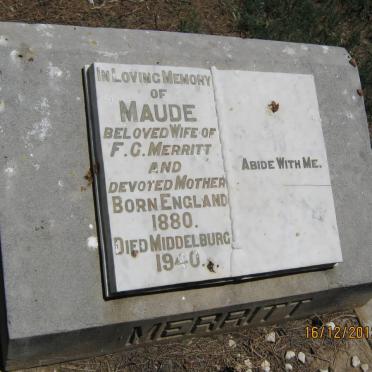 In Loving Memory
OF
MAUDE
BELOVED WIFE OF
F. C. MERRITT
AND
DEVOTED MOTHER
BORN ENGLAND
1880.
DIED MIDDELBURG
1940.
ABIDE WITH ME.
MERRITT
16/12/201